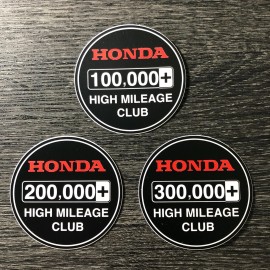 HONDA
100,000+
HIGH MILEAGE
CLUB
HONDA
200,000+
HIGH MILEAGE
CLUB
HONDA
300,000+
HIGH MILEAGE
CLUB